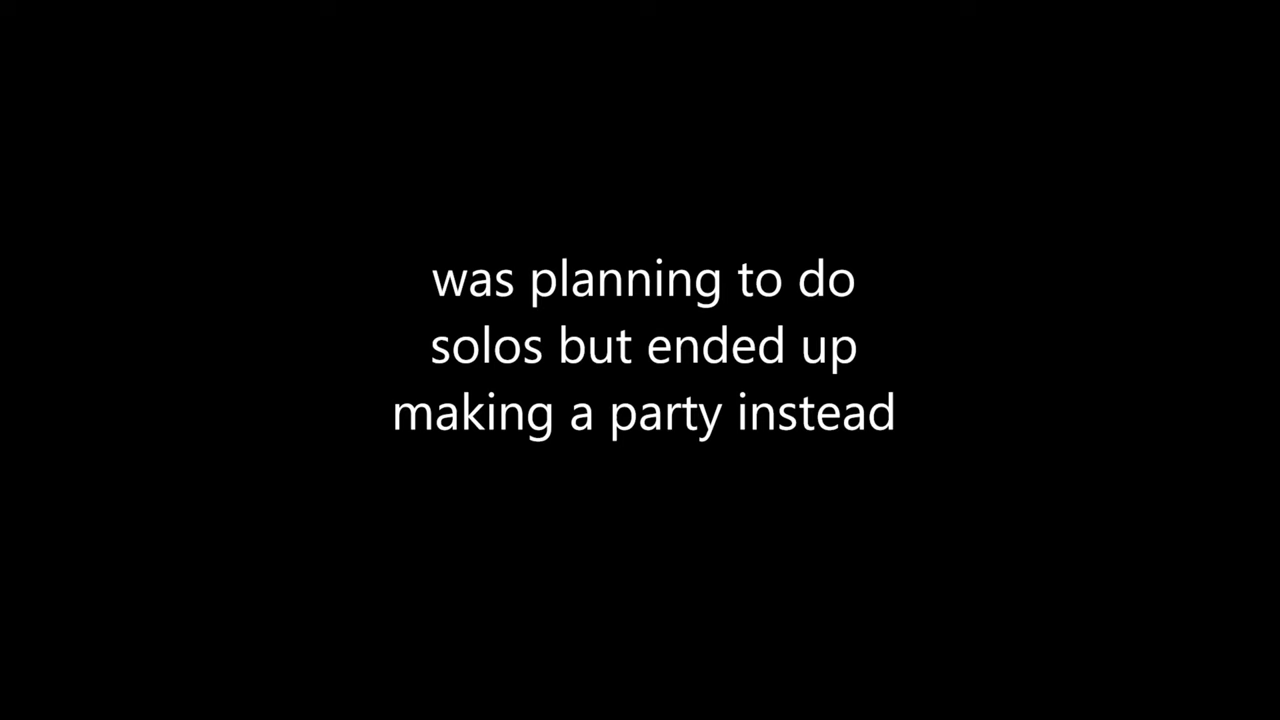 was planning to do
solos but ended up
making a party instead